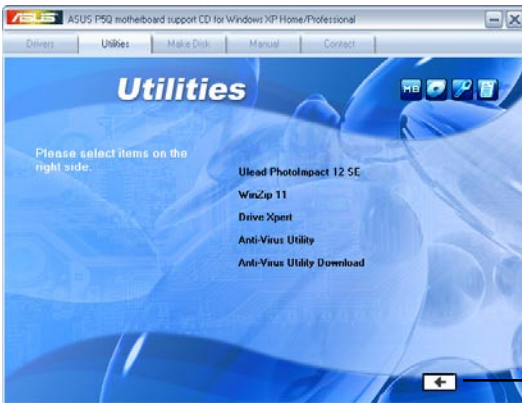 ASUS
ASUS P5Q motherboard support CD for Windows XP Home/Professional
Drivers
Utilities
Make Disk
Manual
Contact
Utilities
MB
Please select items on the
right side.
Ulead PhotoImpact 12 SE
WinZip 11
Drive Xpert
Anti-Virus Utility
Anti-Virus Utility Download